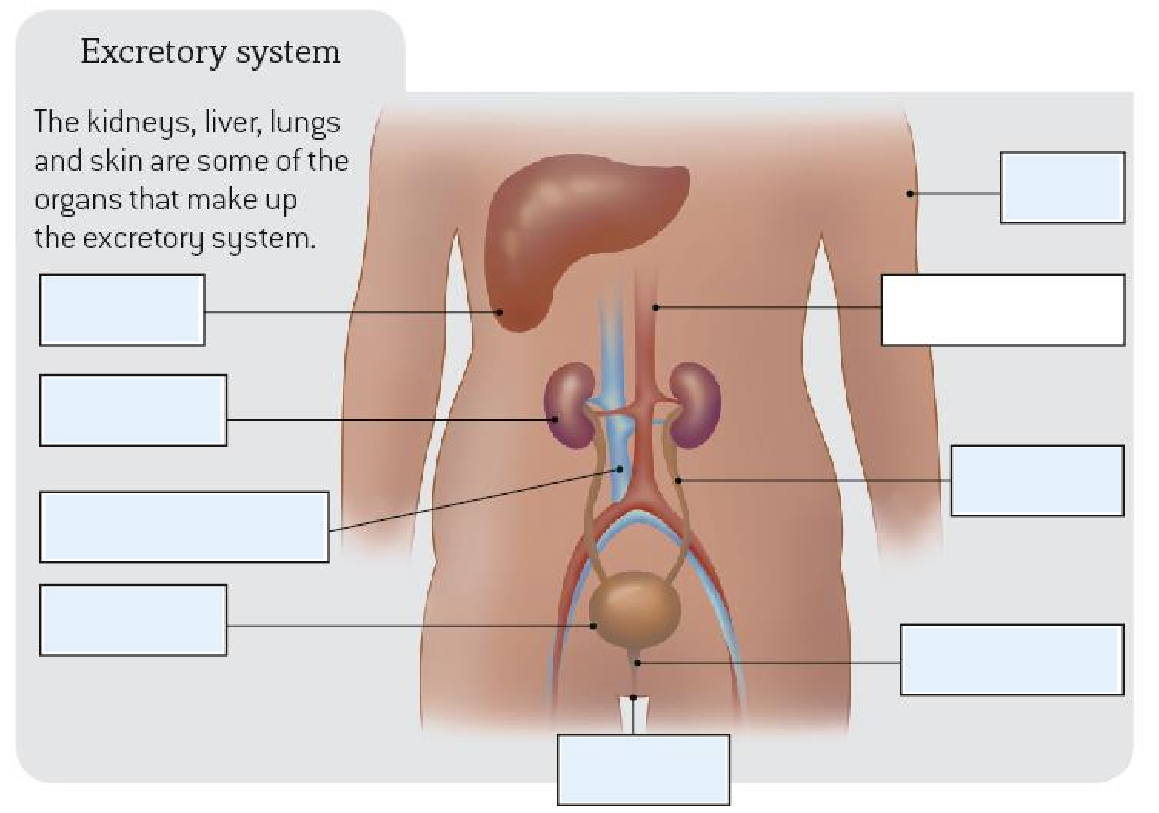 Excretory system
The kidneys, liver, lungs
and skin are some of the
organs that make up
the excretory system.